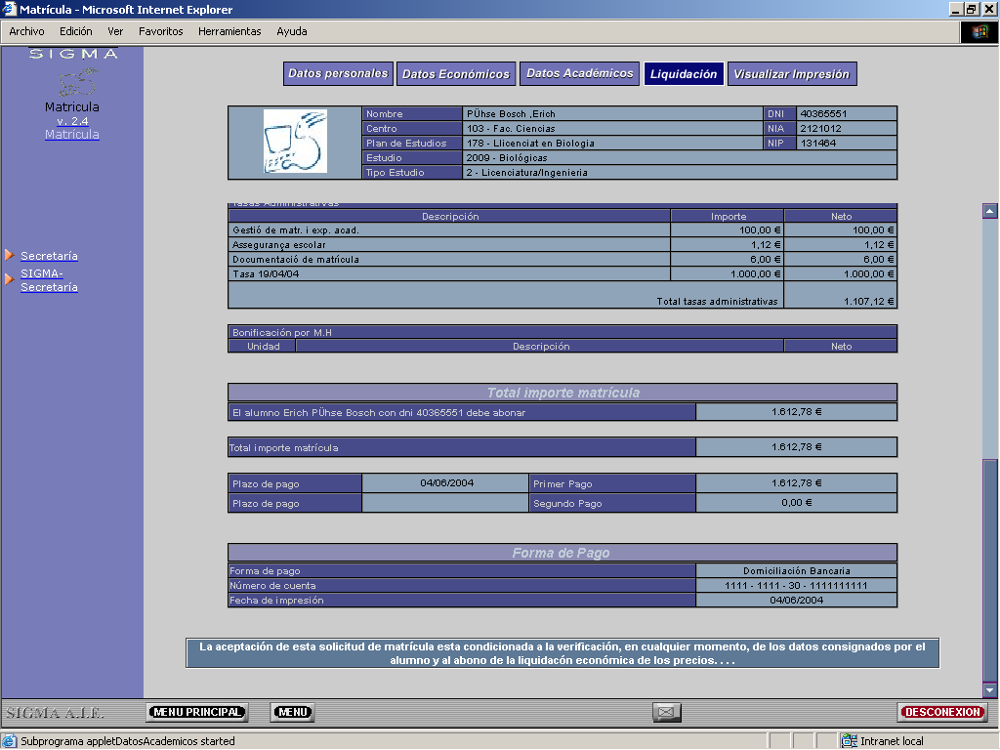 Matrícula - Microsoft Internet Explorer
Archivo Edición Ver Favoritos Herramientas Ayuda
SIGMA
Matricula
v. 2.4
Matrícula
Secretaría
SIGMA-
Secretaría
Datos personales Datos Económicos Datos Académicos Liquidación Visualizar Impresión
Nombre PÜhse Bosch ,Erich DNI 40365551
Centro 103 - Fac. Ciencias NIA 2121012
Plan de Estudios 178 - Llicenciat en Biologia NIP 131464
Estudio 2009 - Biológicas
Tipo Estudio 2 - Licenciatura/Ingenieria
Tasas Administrativas
Descripción Importe Neto
Gestió de matr. i exp. acad. 100,00 € 100,00 €
Assegurança escolar 1,12 € 1,12 €
Documentació de matrícula 6,00 € 6,00 €
Tasa 19/04/04 1.000,00 € 1.000,00 €
Total tasas administrativas 1.107,12 €
Bonificación por M.H
Unidad Descripción Neto
Total importe matrícula
El alumno Erich PÜhse Bosch con dni 40365551 debe abonar 1.612,78 €
Total importe matrícula 1.612,78 €
Plazo de pago 04/06/2004 Primer Pago 1.612,78 €
Plazo de pago Segundo Pago 0,00 €
Forma de Pago
Forma de pago Domiciliación Bancaria
Número de cuenta 1111 - 1111 - 30 - 1111111111
Fecha de impresión 04/06/2004
La aceptación de esta solicitud de matrícula esta condicionada a la verificación, en cualquier momento, de los datos consignados por el
alumno y al abono de la liquidacón económica de los precios. . . .
SIGMA A.I.E. MENU PRINCIPAL MENU DESCONEXION
Subprograma appletDatosAcademicos started Intranet local